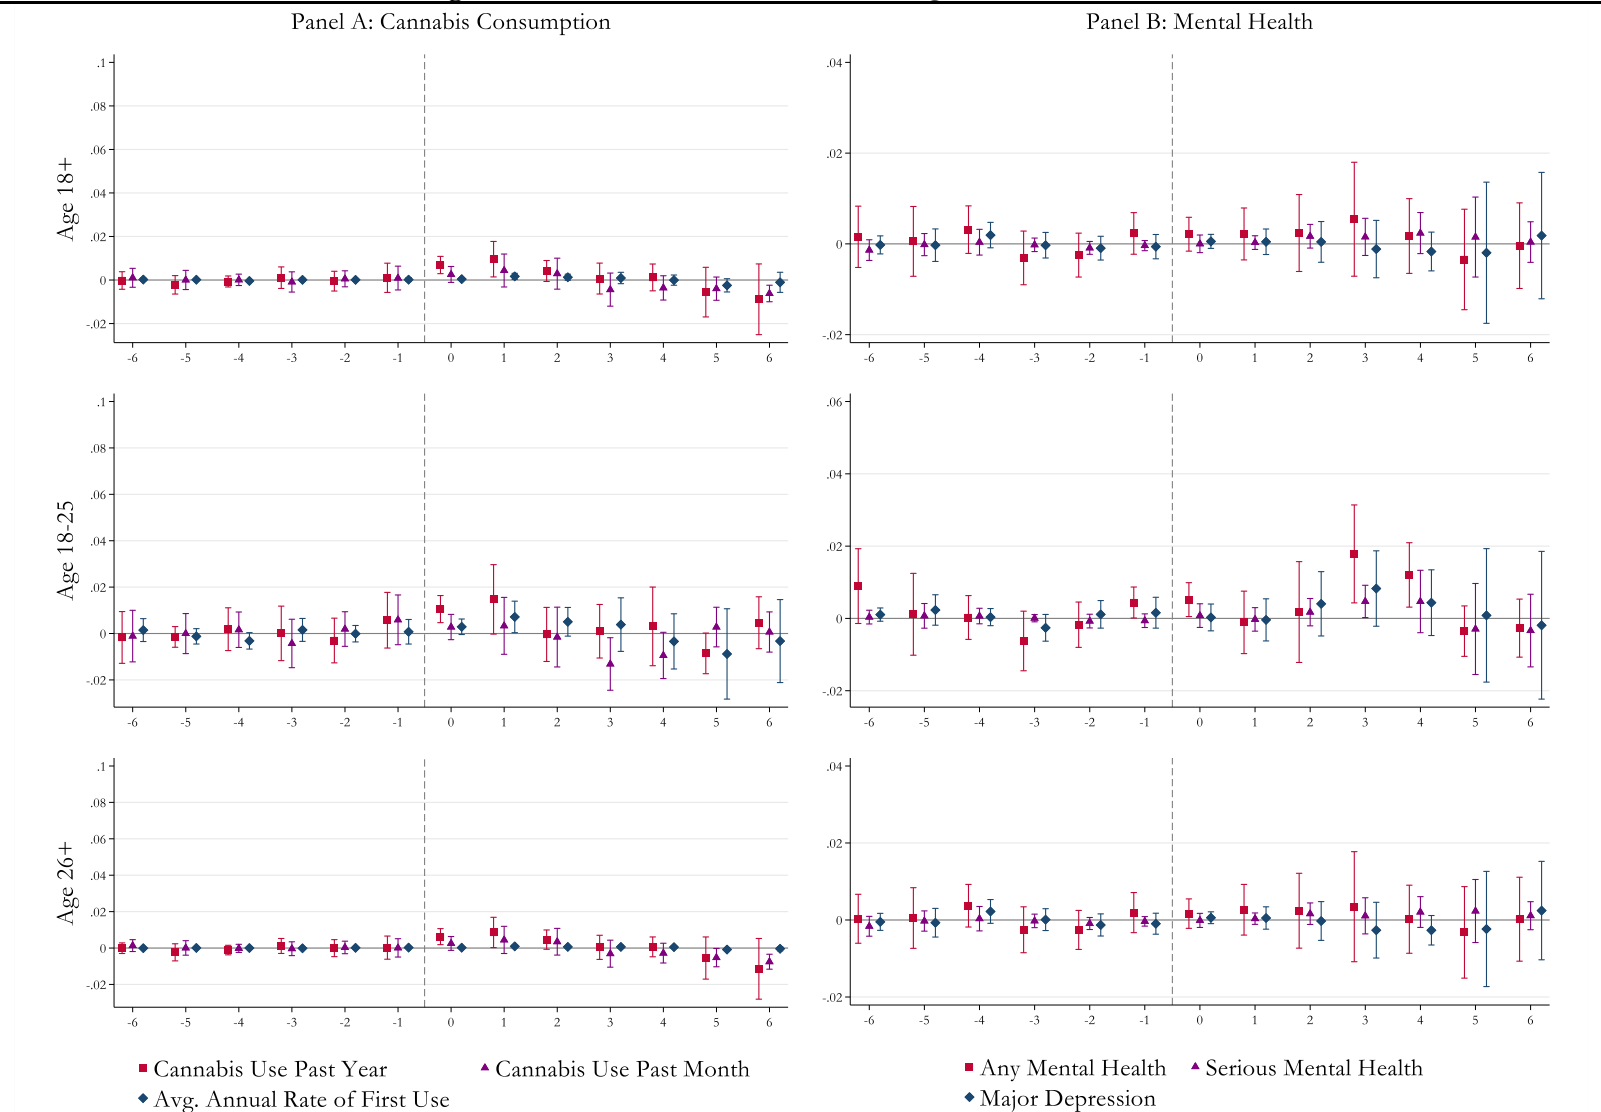 Panel A: Cannabis Consumption
Panel B: Mental Health
Age 18+
.1
.08
.06
.04
.02
0
-.02
-6 -5 -4 -3 -2 -1 0 1 2 3 4 5 6
.04
.02
0
-.02
-6 -5 -4 -3 -2 -1 0 1 2 3 4 5 6
Age 18-25
.1
.08
.06
.04
.02
0
-.02
-6 -5 -4 -3 -2 -1 0 1 2 3 4 5 6
.06
.04
.02
0
-.02
-6 -5 -4 -3 -2 -1 0 1 2 3 4 5 6
Age 26+
.1
.08
.06
.04
.02
0
-.02
-6 -5 -4 -3 -2 -1 0 1 2 3 4 5 6
.04
.02
0
-.02
-6 -5 -4 -3 -2 -1 0 1 2 3 4 5 6
Cannabis Use Past Year
Cannabis Use Past Month
Avg. Annual Rate of First Use
Any Mental Health
Serious Mental Health
Major Depression